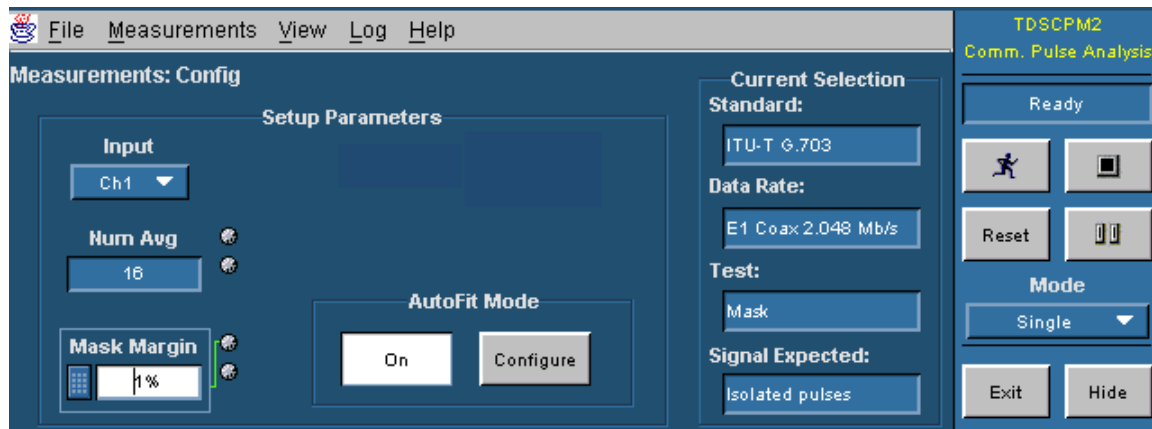 File Measurements View Log Help
Measurements: Config
Setup Parameters
Input
Ch1
Num Avg
16
Mask Margin
1%
AutoFit Mode
On
Configure
Current Selection
Standard:
ITU-T G.703
Data Rate:
E1 Coax 2.048 Mb/s
Test:
Mask
Signal Expected:
Isolated pulses
TDSCPM2
Comm. Pulse Analysis
Ready
Reset
Mode
Single
Exit
Hide